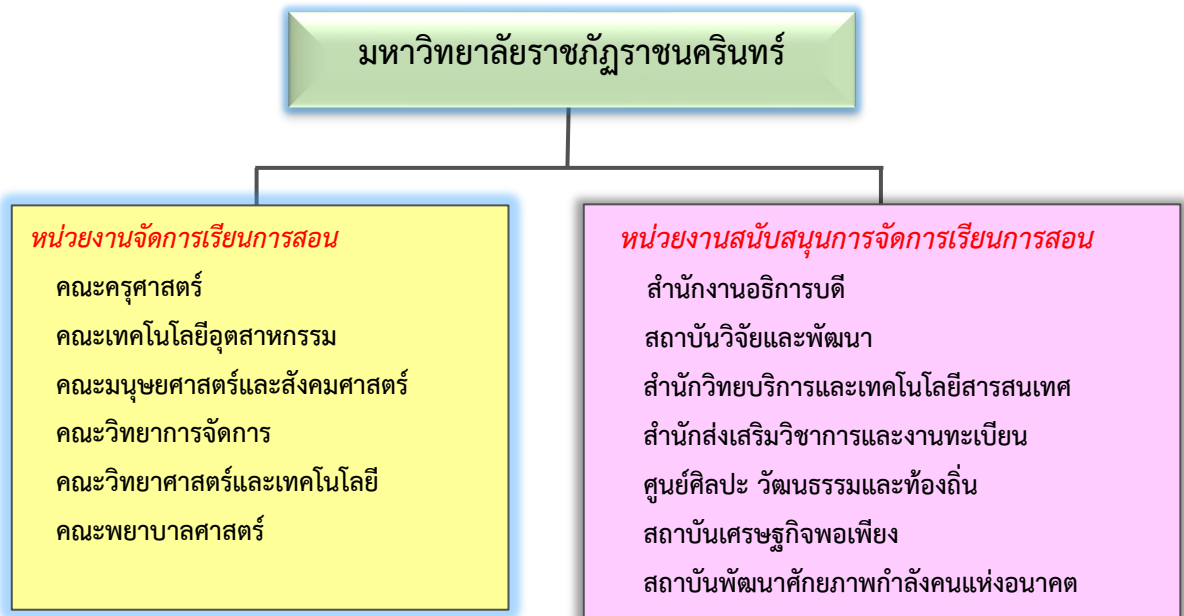 มหาวิทยาลัยราชภัฏราชนครินทร์
หน่วยงานจัดการเรียนการสอน
คณะครุศาสตร์
คณะเทคโนโลยีอุตสาหกรรม
คณะมนุษยศาสตร์และสังคมศาสตร์
คณะวิทยาการจัดการ
คณะวิทยาศาสตร์และเทคโนโลยี
คณะพยาบาลศาสตร์
หน่วยงานสนับสนุนการจัดการเรียนการสอน
สำนักงานอธิการบดี
สถาบันวิจัยและพัฒนา
สำนักวิทยบริการและเทคโนโลยีสารสนเทศ
สำนักส่งเสริมวิชาการและงานทะเบียน
ศูนย์ศิลปะ วัฒนธรรมและท้องถิ่น
สถาบันเศรษฐกิจพอเพียง
สถาบันพัฒนาศักยภาพกำลังคนแห่งอนาคต